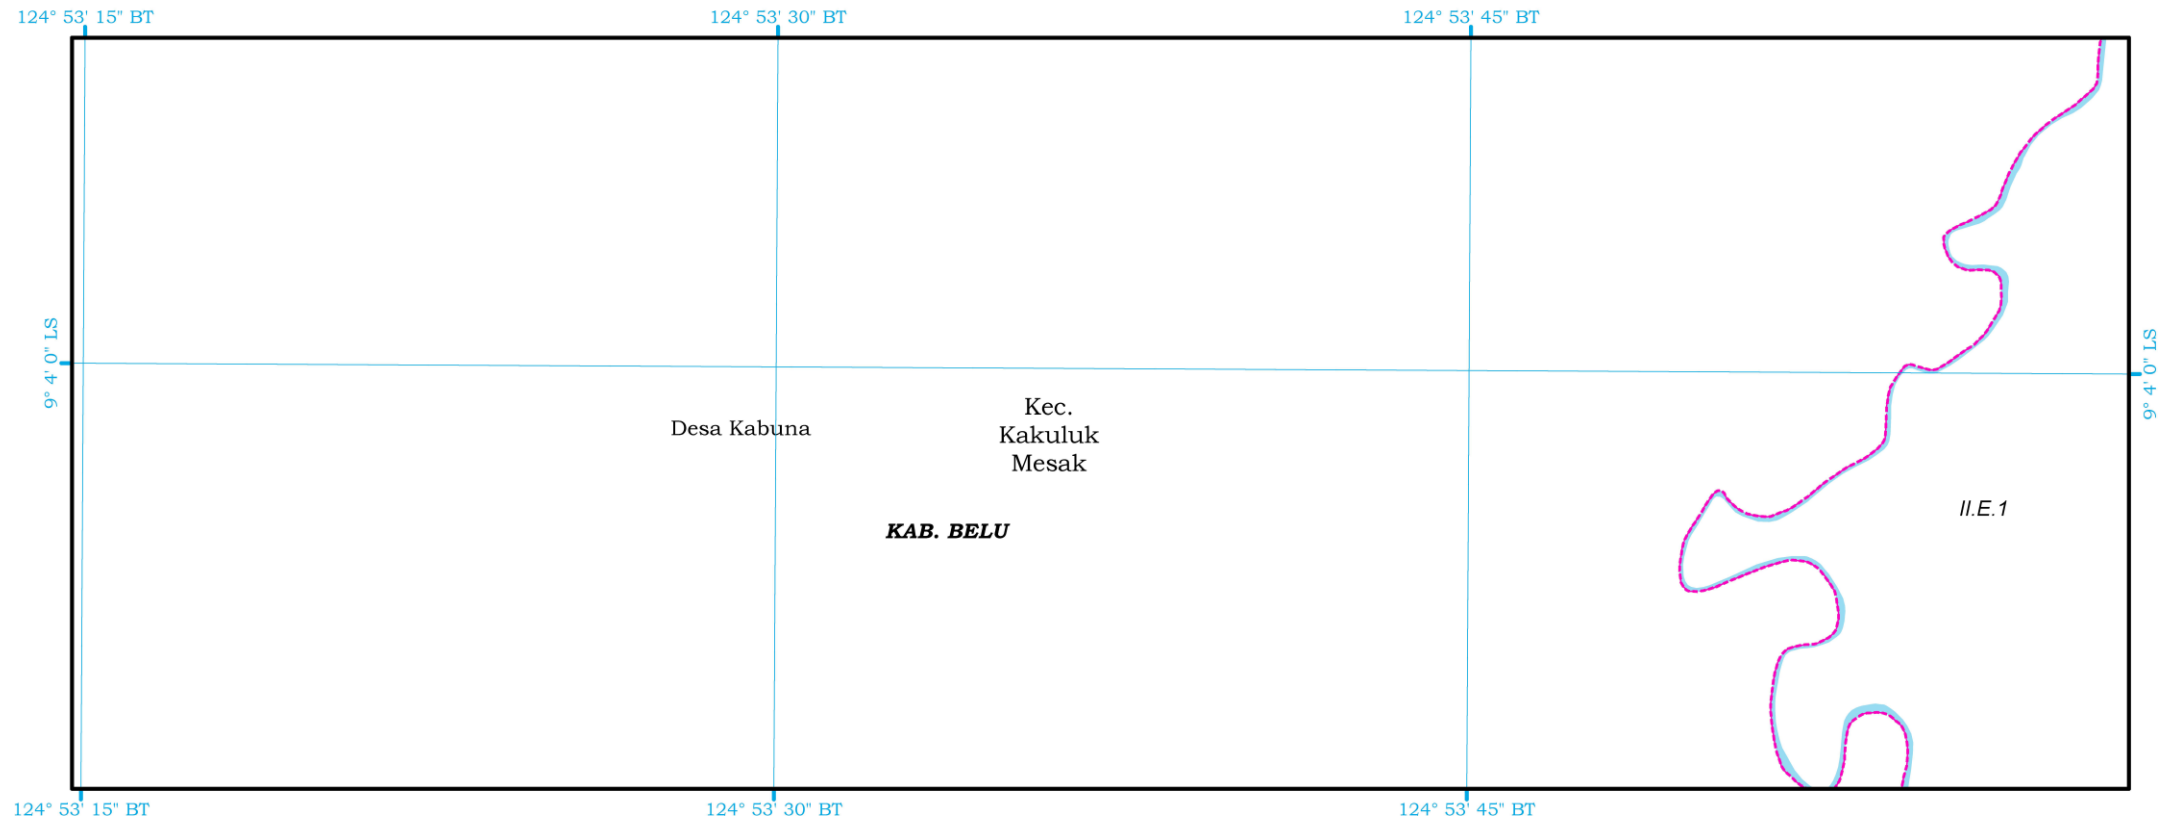 124° 53' 15" BT
124° 53' 30" BT
124° 53' 45" BT
9° 4' 0" LS
9° 4' 0" LS
Desa Kabuna
Kec.
Kakuluk
Mesak
II.E.1
KAB. BELU
124° 53' 15" BT
124° 53' 30" BT
124° 53' 45" BT